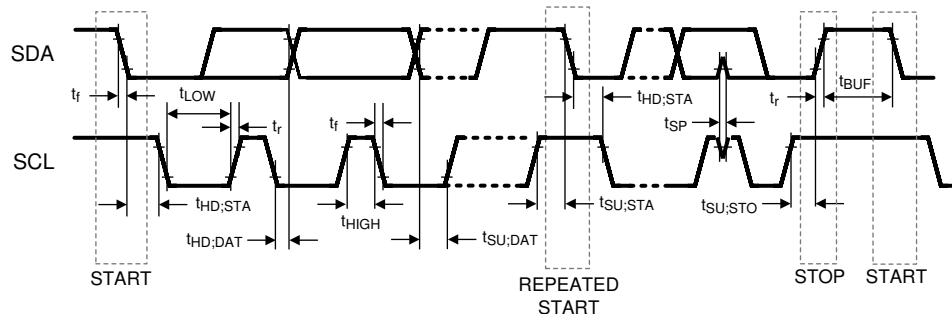 SDA
t_f
t_LOW
t_r
t_f
t_HD;STA
t_SP
t_r
t_BUF
SCL
t_HD;STA
t_HD;DAT
t_HIGH
t_SU;DAT
t_SU;STA
t_SU;STO
START
REPEATED
START
STOP
START